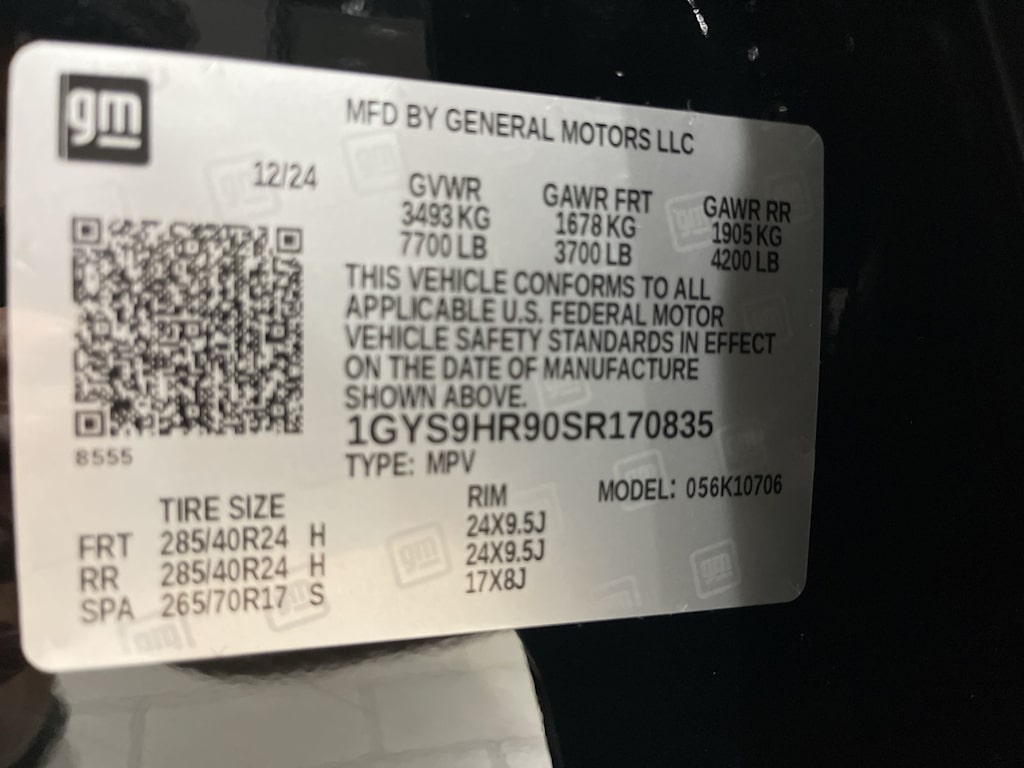 gm
MFD BY GENERAL MOTORS LLC
12/24
GVWR GAWR FRT GAWR RR
3493 KG 1678 KG 1905 KG
7700 LB 3700 LB 4200 LB
THIS VEHICLE CONFORMS TO ALL
APPLICABLE U.S. FEDERAL MOTOR
VEHICLE SAFETY STANDARDS IN EFFECT
ON THE DATE OF MANUFACTURE
SHOWN ABOVE.
1GYS9HR90SR170835
8555
TYPE: MPV
MODEL: 056K10706
TIRE SIZE RIM
FRT 285/40R24 H 24X9.5J
RR 285/40R24 H 24X9.5J
SPA 265/70R17 S 17X8J